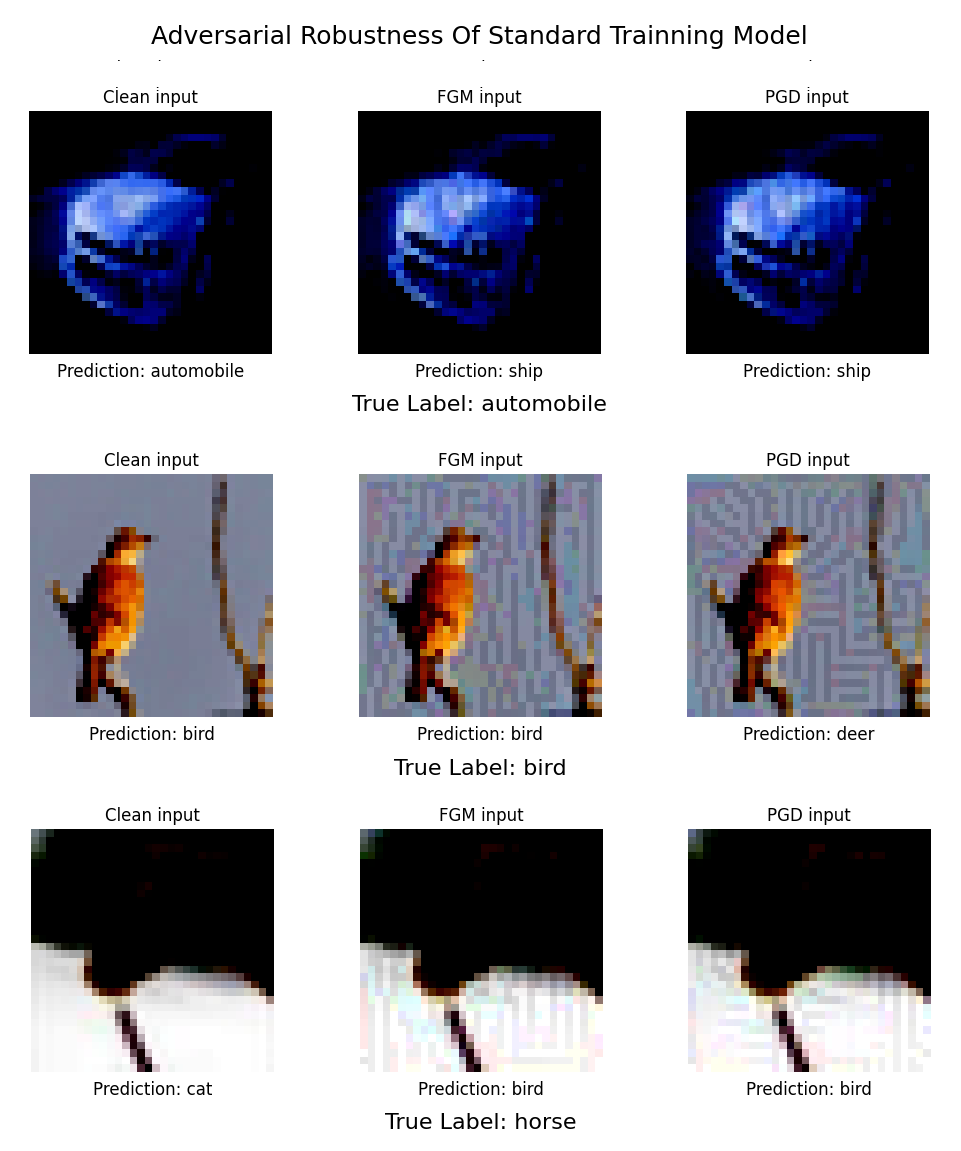 Adversarial Robustness Of Standard Trainning Model
Clean input FGM input PGD input
Prediction: automobile Prediction: ship Prediction: ship
True Label: automobile
Clean input FGM input PGD input
Prediction: bird Prediction: bird Prediction: deer
True Label: bird
Clean input FGM input PGD input
Prediction: cat Prediction: bird Prediction: bird
True Label: horse